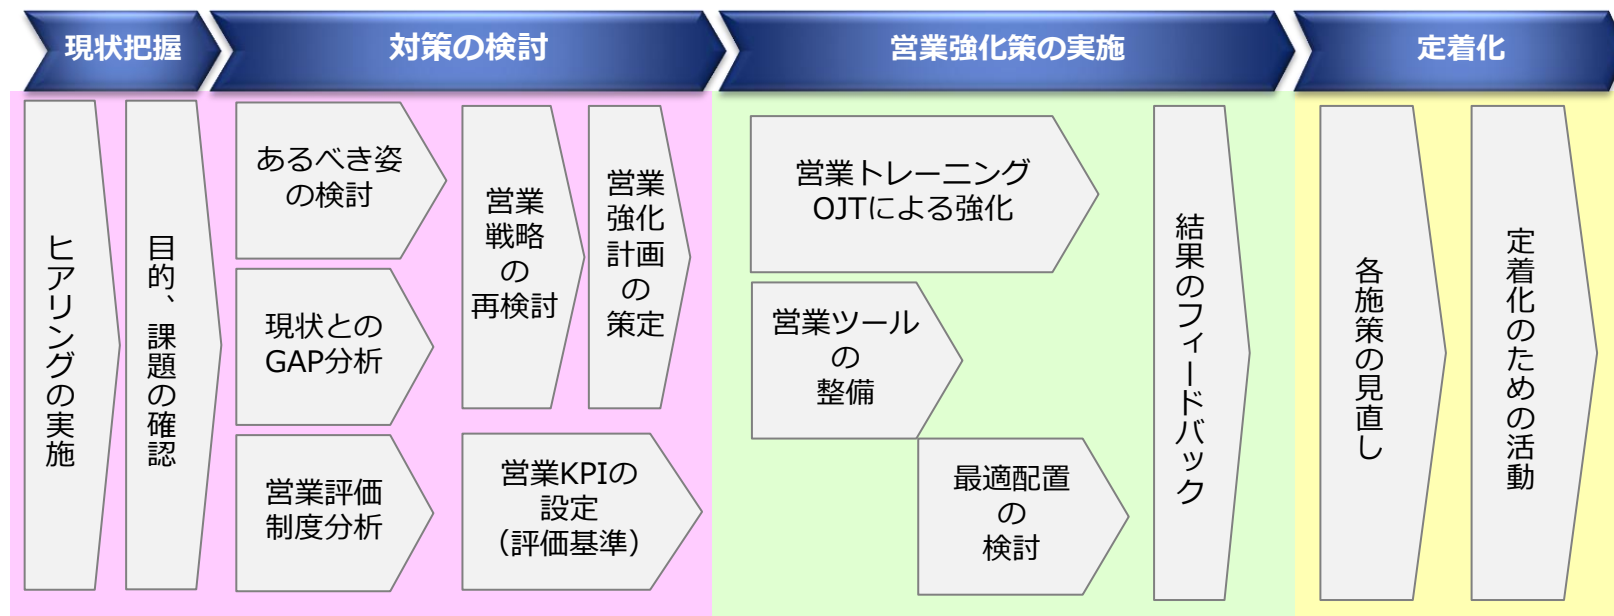 現状把握
対策の検討
営業強化策の実施
定着化
ヒアリングの実施
目的、課題の確認
あるべき姿
の検討
現状との
GAP分析
営業評価
制度分析
営業
戦略
の
再検討
営業
強化
計画
の
策定
営業KPIの
設定
（評価基準）
営業トレーニング
OJTによる強化
営業ツール
の
整備
最適配置
の
検討
結果のフィードバック
各施策の見直し
定着化のための活動